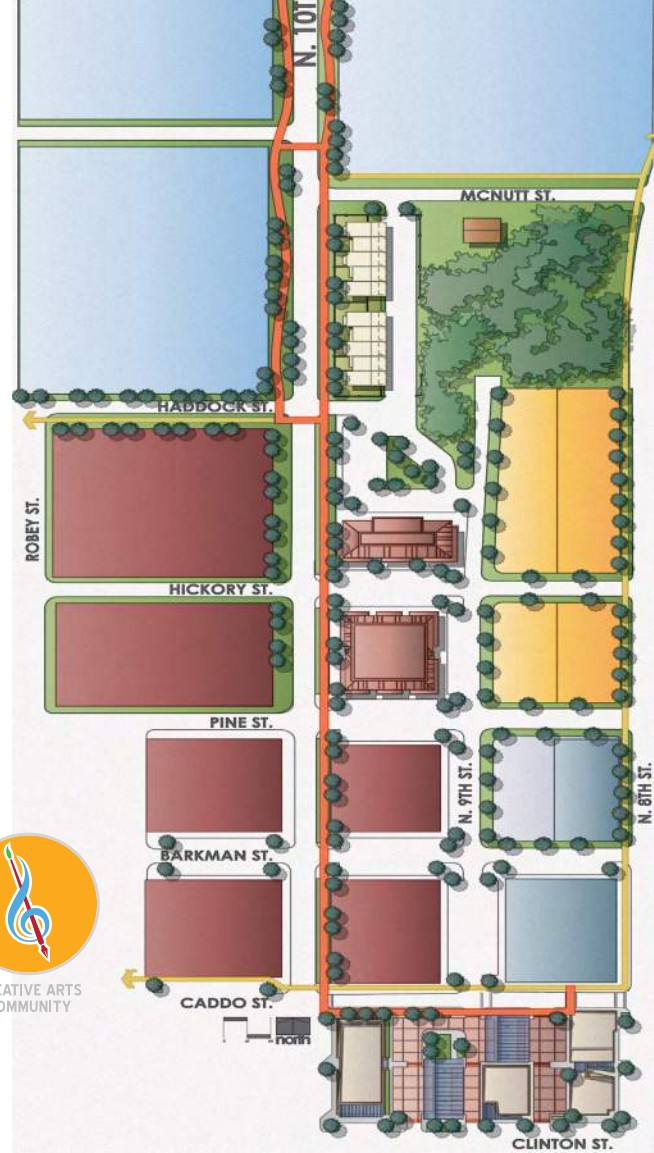 N. 10T
MCNUTT ST.
HADDOCK ST.
ROBEY ST.
HICKORY ST.
PINE ST.
N. 9TH ST.
N. 8TH ST.
BARKMAN ST.
EATIVE ARTS
OMMUNITY
CADDO ST.
north
CLINTON ST.